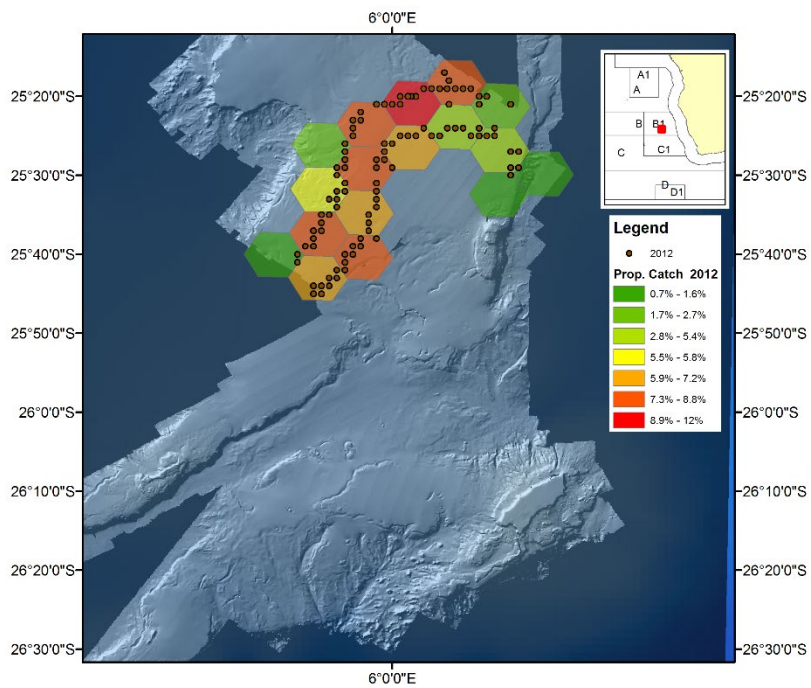 6°0'0"E
25°20'0"S
25°30'0"S
25°40'0"S
25°50'0"S
26°0'0"S
26°10'0"S
26°20'0"S
26°30'0"S
25°20'0"S
25°30'0"S
25°40'0"S
25°50'0"S
26°0'0"S
26°10'0"S
26°20'0"S
26°30'0"S
A1
A
B B1
C C1
D
D1
Legend
2012
Prop. Catch 2012
0.7% - 1.6%
1.7% - 2.7%
2.8% - 5.4%
5.5% - 5.8%
5.9% - 7.2%
7.3% - 8.8%
8.9% - 12%
6°0'0"E